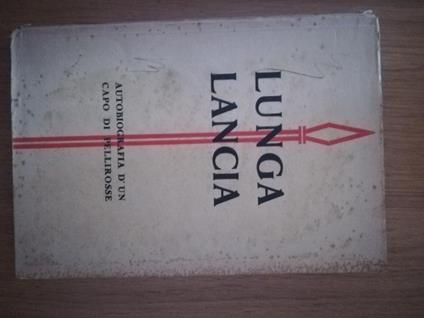 LUNGA
LANCIA
AUTOBIOGRAFIA D'UN
CAPO DI PELLIROSSE